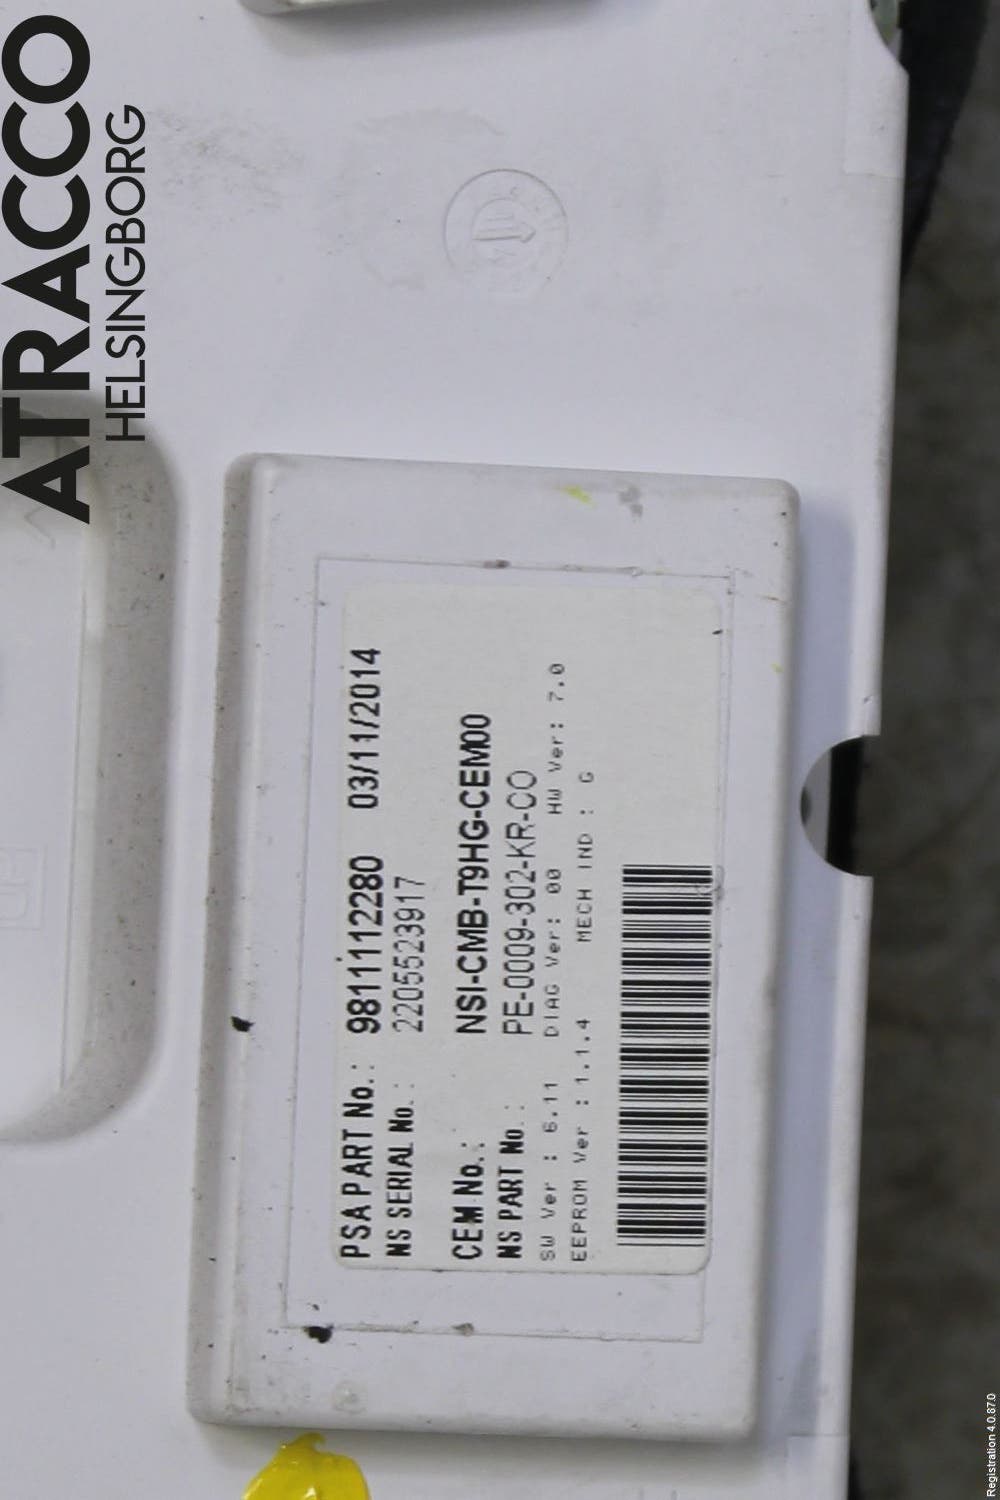 ATRACCO
HELSINGBORG
PSA PART No.: 9811112280 03/11/2014
NS SERIAL No.: 2205523917
CEM No.: NSI-CMB-T9HG-CEM00
NS PART No.: PE-0009-302-KR-CO
SW Ver : 6.11 DIAG Ver: 00 HW Ver: 7.0
EEPROM Ver : 1.1.4 MECH IND : G
Registration 4.0.87.0